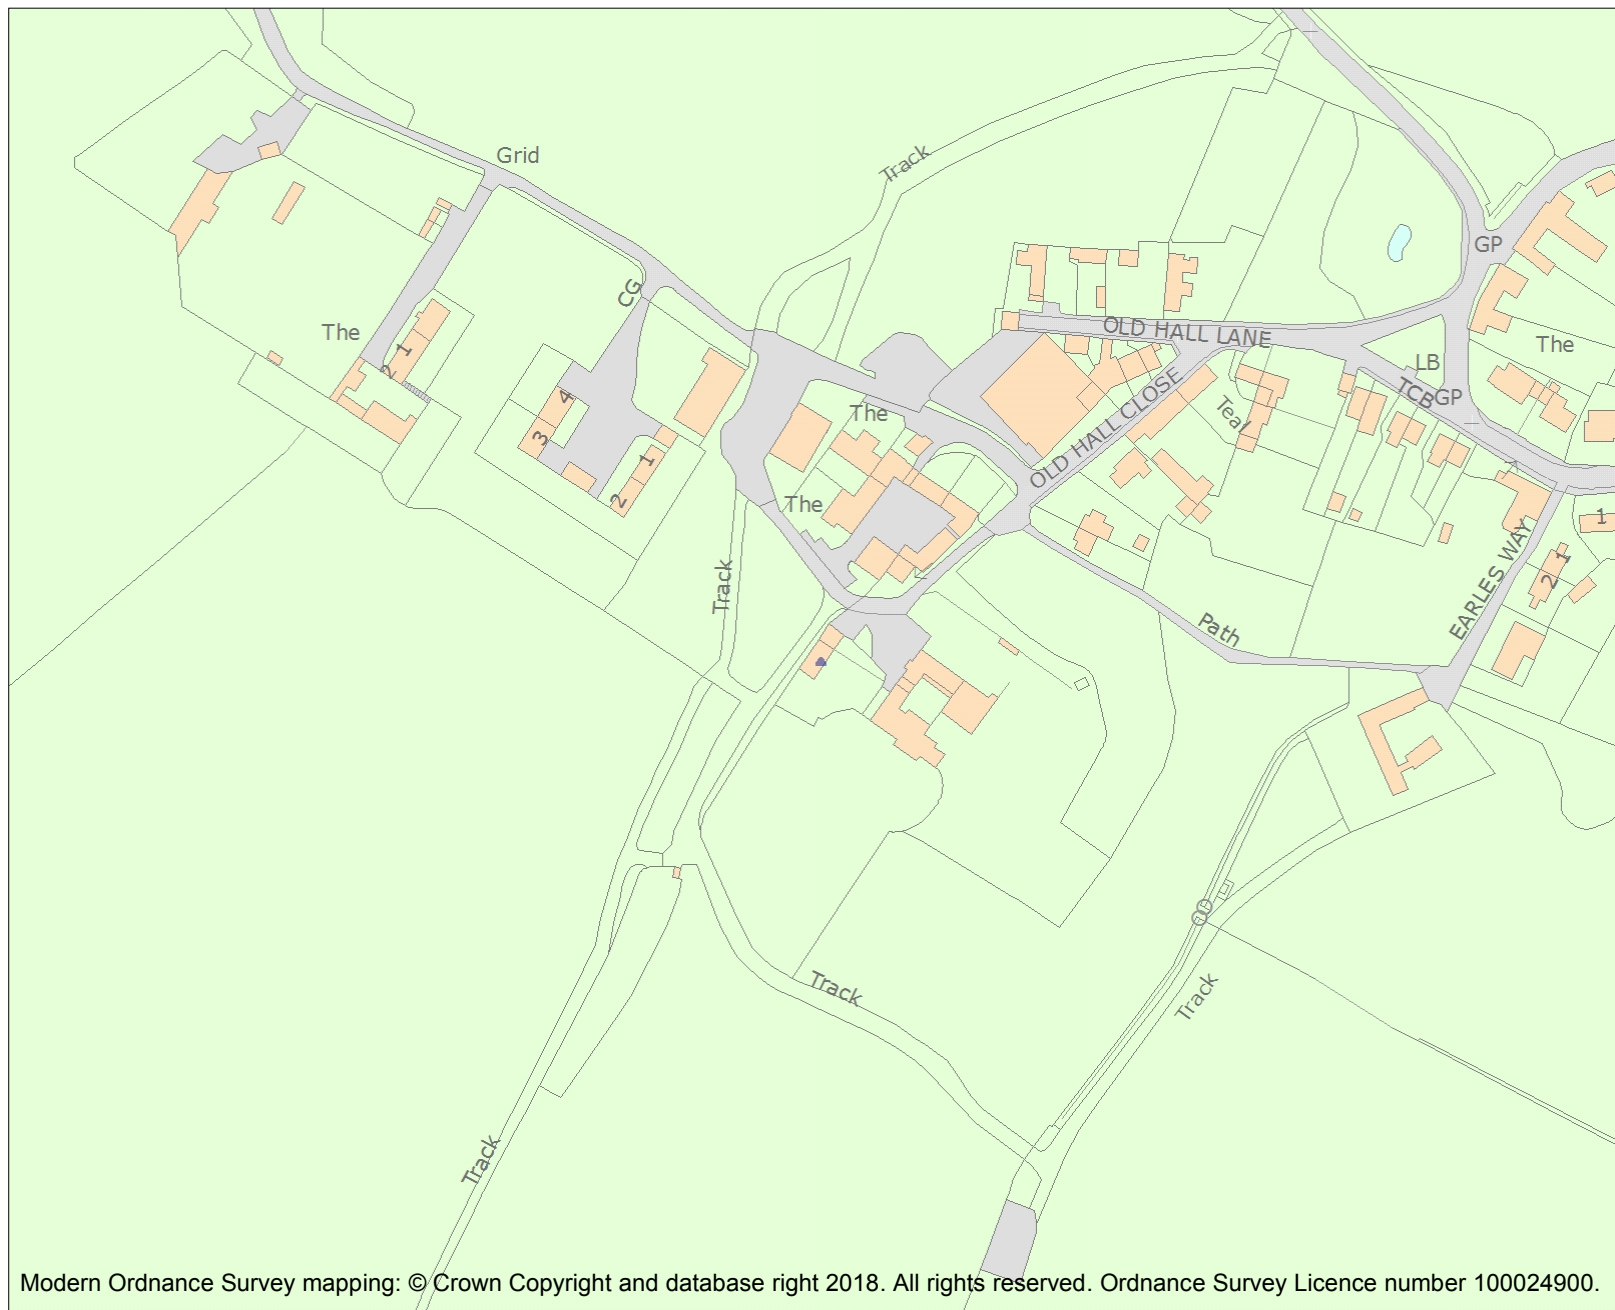 Grid
Track
GP
CG
The
OLD HALL LANE
The
LB
1
2
TCB
GP
OLD HALL CLOSE
Teal
4
The
3
1
2
The
1
EARLES WAY
1
2
Track
Path
Track
Track
Track
Modern Ordnance Survey mapping: © Crown Copyright and database right 2018. All rights reserved. Ordnance Survey Licence number 100024900.